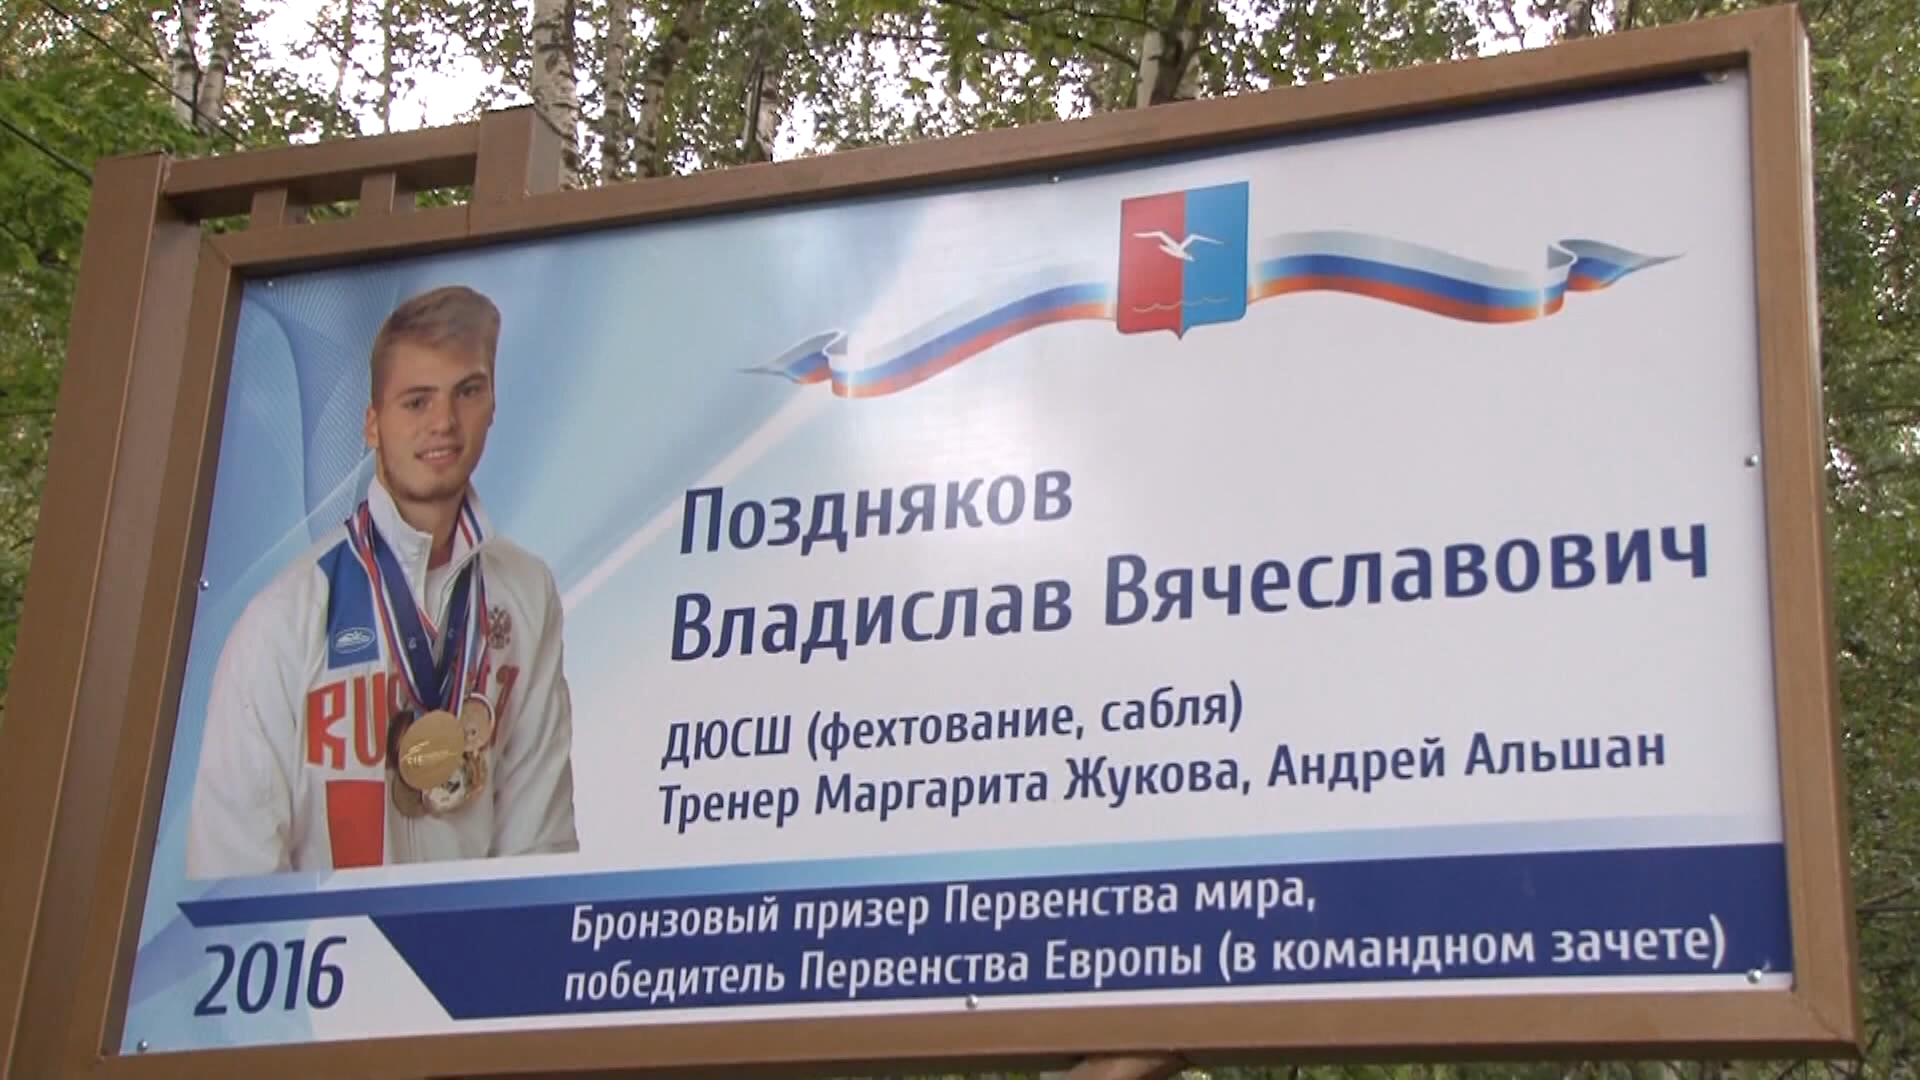 Поздняков
Владислав Вячеславович
ДЮСШ (фехтование, сабля)
Тренер Маргарита Жукова, Андрей Альшан
Бронзовый призер Первенства мира,
победитель Первенства Европы (в командном зачете)
2016